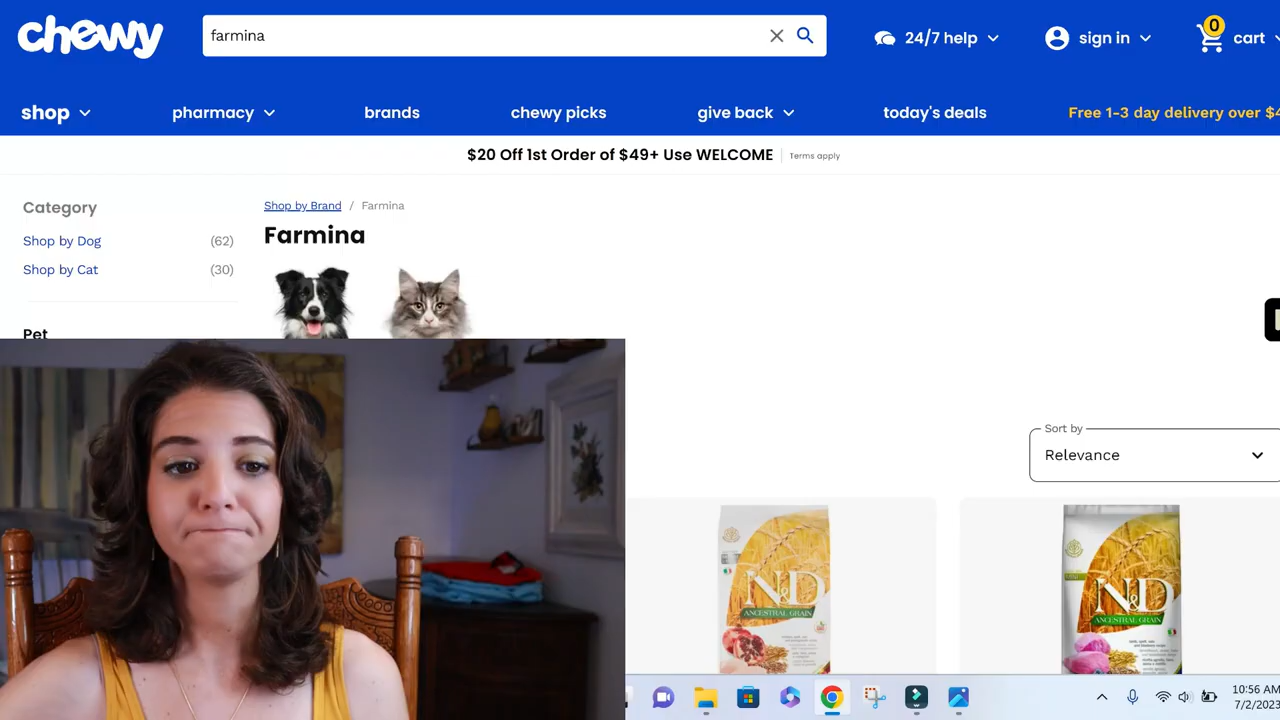 chewy
farmina
24/7 help
sign in
0
cart
shop
pharmacy
brands
chewy picks
give back
today's deals
Free 1-3 day delivery over $4
$20 Off 1st Order of $49+ Use WELCOME
Terms apply
Category
Shop by Brand / Farmina
Farmina
Shop by Dog (62)
Shop by Cat (30)
Pet
Sort by
Relevance
N&D
ANCESTRAL GRAIN
N&D
ANCESTRAL GRAIN
10:56 AM
7/2/202